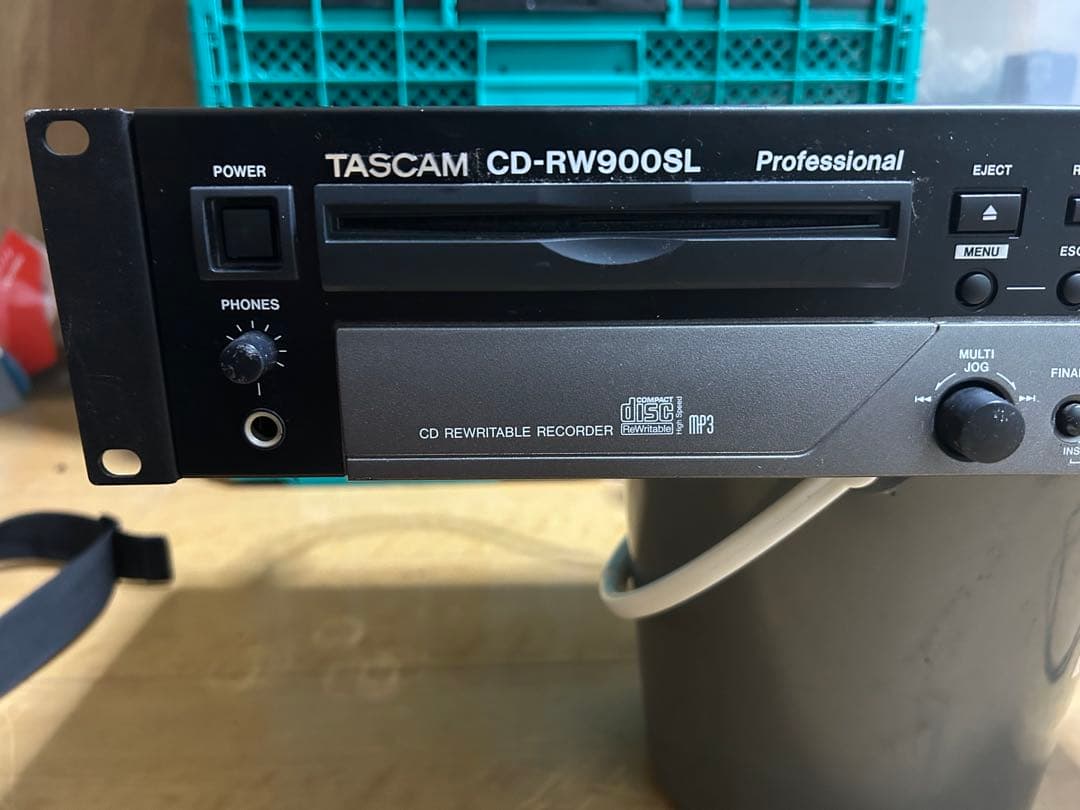 POWER
TASCAM CD-RW900SL Professional
EJECT
MENU
PHONES
MULTI
JOG
CD REWRITABLE RECORDER
COMPACT
disc
ReWritable
High Speed
MP3